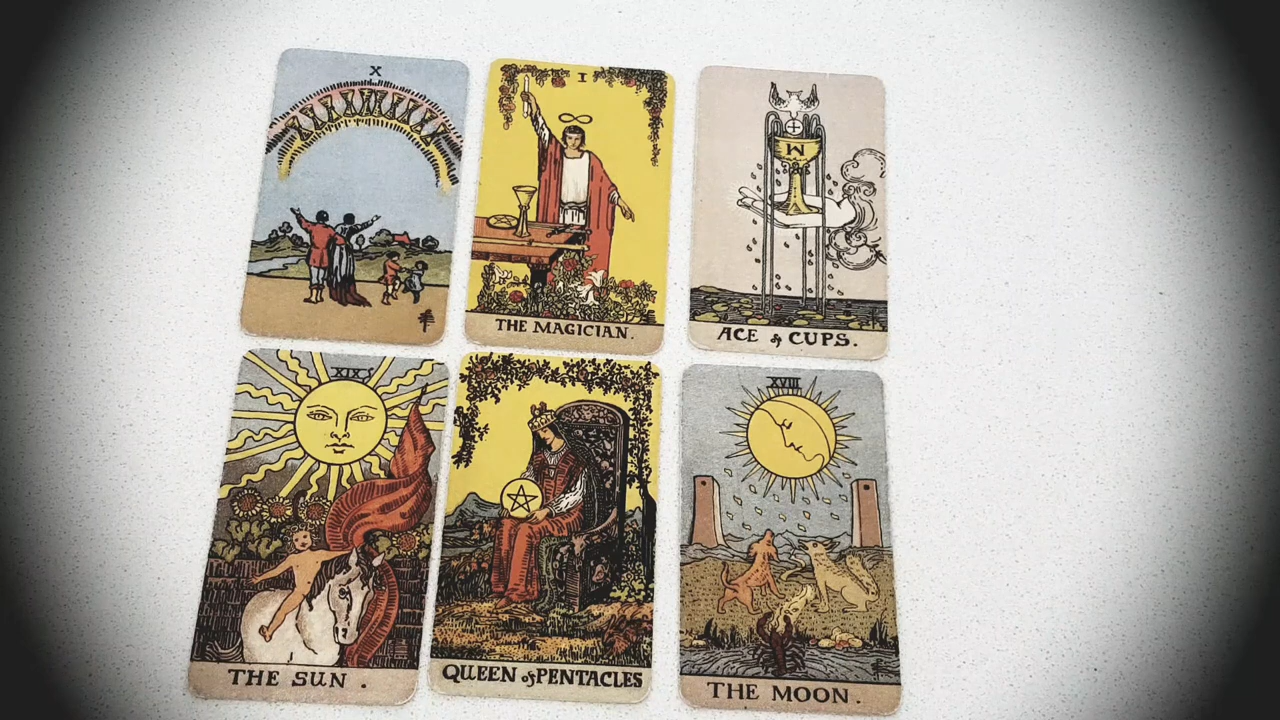 X
I
THE MAGICIAN.
W
ACE of CUPS.
XIX
THE SUN .
QUEEN of PENTACLES
XVIII
THE MOON.